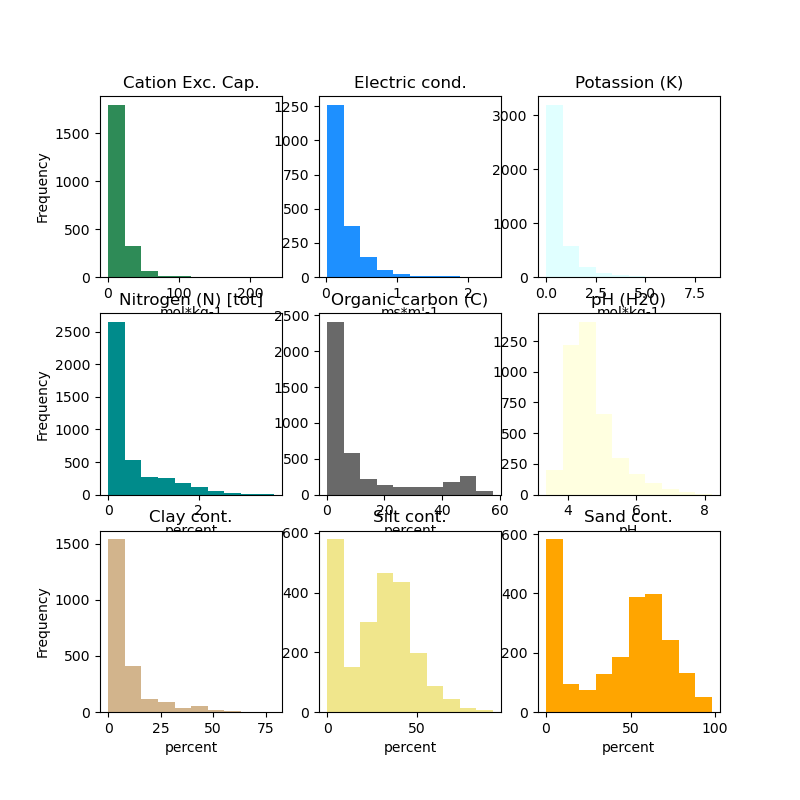 Cation Exc. Cap.
Electric cond.
Potassion (K)
Frequency
1500
1000
500
0
1250
1000
750
500
250
0
3000
2000
1000
0
0 100 200
0 1 2
0.0 2.5 5.0 7.5
mol*kg-1
ms*m'-1
mol*kg-1
Nitrogen (N) [tot]
Organic carbon (C)
pH (H20)
Frequency
2500
2000
1500
1000
500
0
2500
2000
1500
1000
500
0
1250
1000
750
500
250
0
0 2
0 20 40 60
4 6 8
percent
percent
pH
Clay cont.
Silt cont.
Sand cont.
Frequency
1500
1000
500
0
600
400
200
0
600
400
200
0
0 25 50 75
0 50
0 50 100
percent
percent
percent